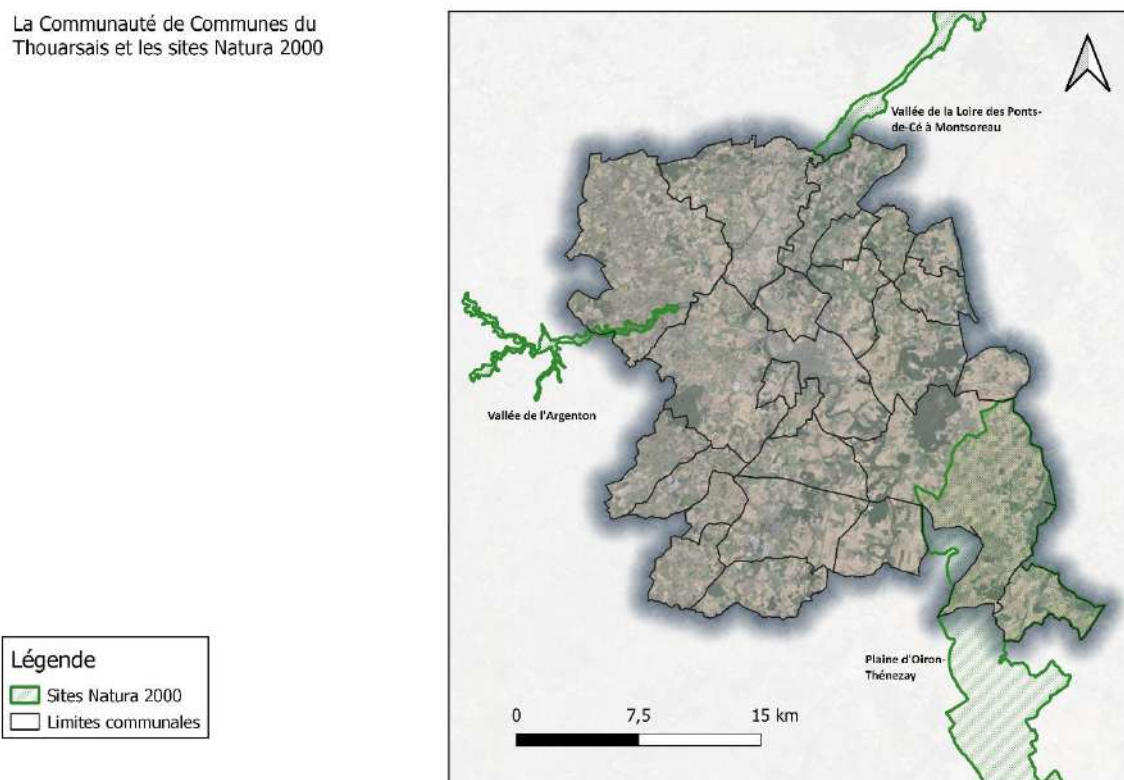 La Communauté de Communes du
Thouarsais et les sites Natura 2000
Vallée de la Loire des Ponts-
de-Cé à Montsoreau
Vallée de l'Argenton
Plaine d'Oiron-
Thénezay
0 7,5 15 km
Légende
Sites Natura 2000
Limites communales